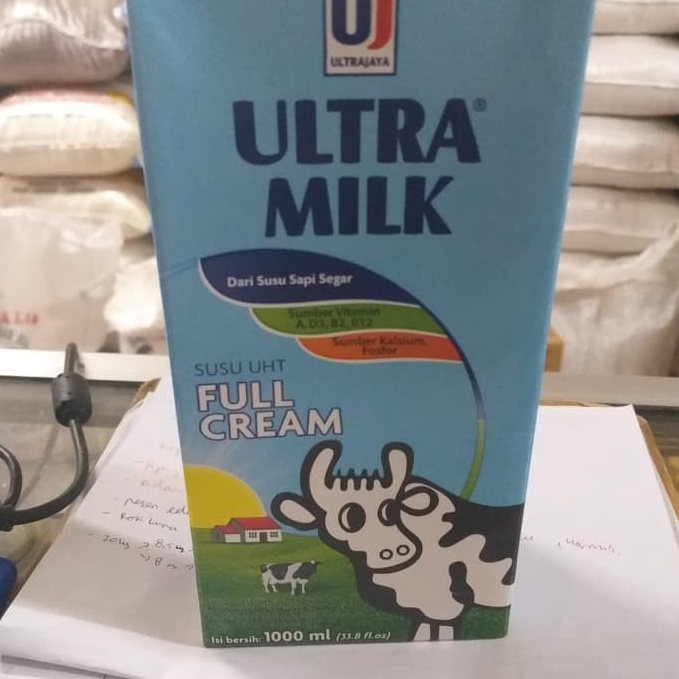 UJ
ULTRAJAYA
ULTRA®
MILK
Dari Susu Sapi Segar
Sumber Vitamin
A, D3, B2, B12
Sumber Kalsium,
Fosfor
SUSU UHT
FULL
CREAM
Isi bersih: 1000 ml (33.8 fl.oz)